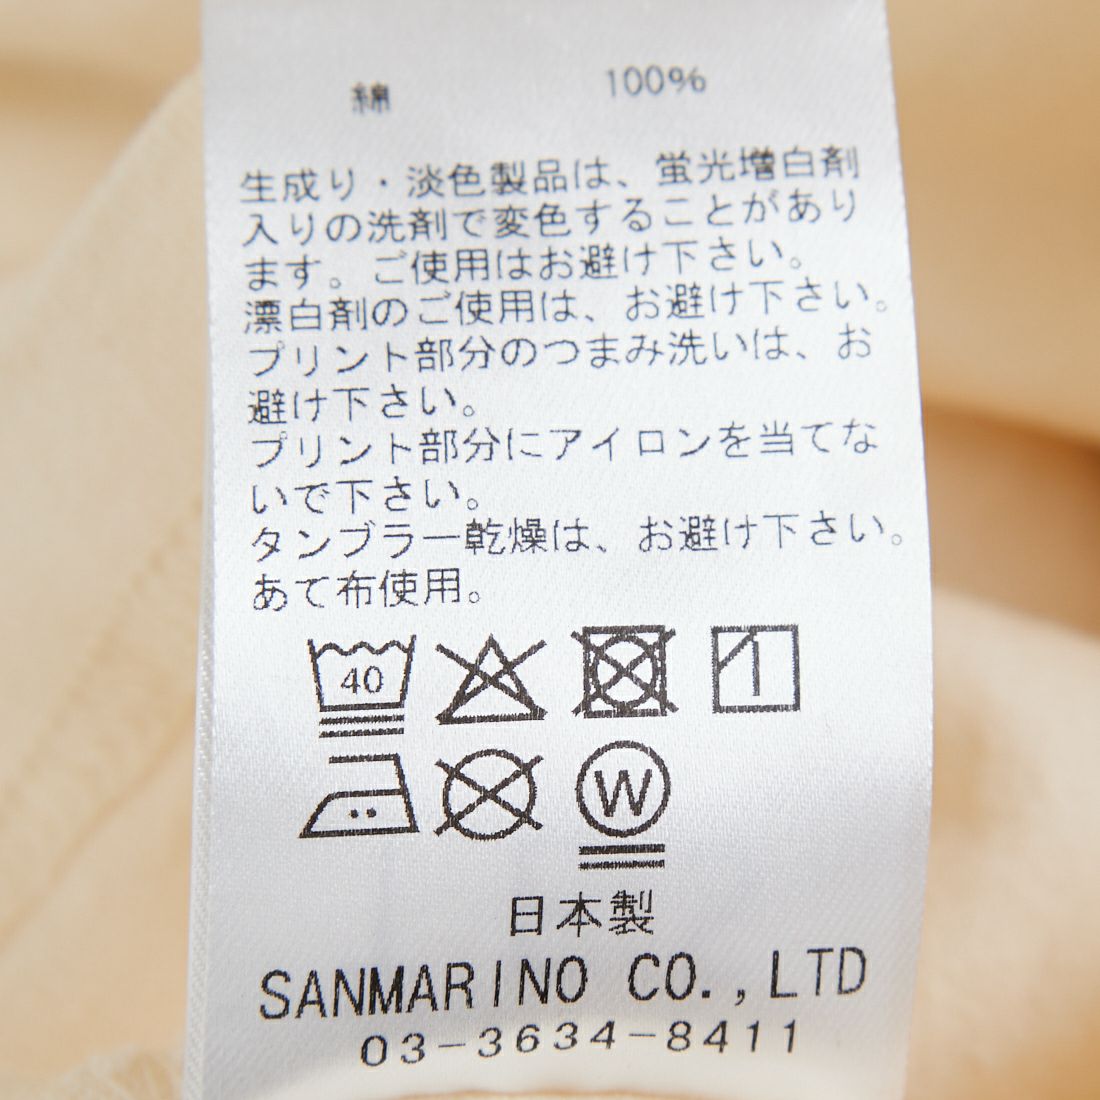 綿 100%
生成り・淡色製品は、蛍光増白剤
入りの洗剤で変色することがあり
ます。ご使用はお避け下さい。
漂白剤のご使用は、お避け下さい。
プリント部分のつまみ洗いは、お
避け下さい。
プリント部分にアイロンを当てな
いで下さい。
タンブラー乾燥は、お避け下さい。
あて布使用。
40
W
日本製
SANMARINO CO.,LTD
03-3634-8411